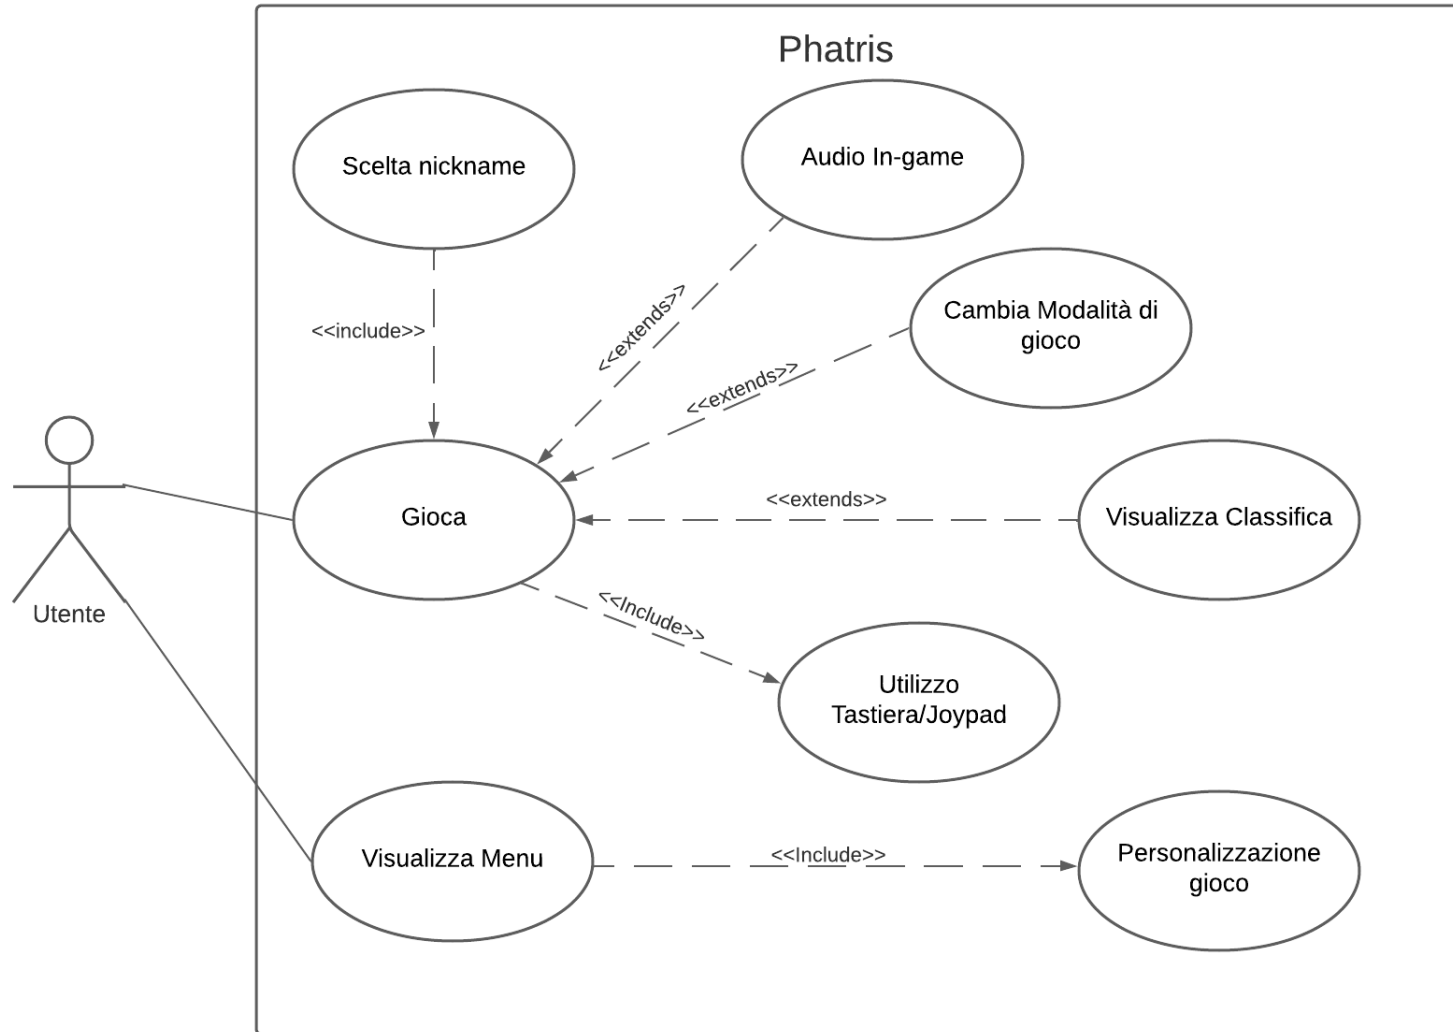 Phatris
Scelta nickname
Audio In-game
<<include>>
<<extends>>
Cambia Modalità di
gioco
<<extends>>
Gioca
<<extends>>
Visualizza Classifica
Utente
<<Include>>
Utilizzo
Tastiera/Joypad
Visualizza Menu
<<Include>>
Personalizzazione
gioco